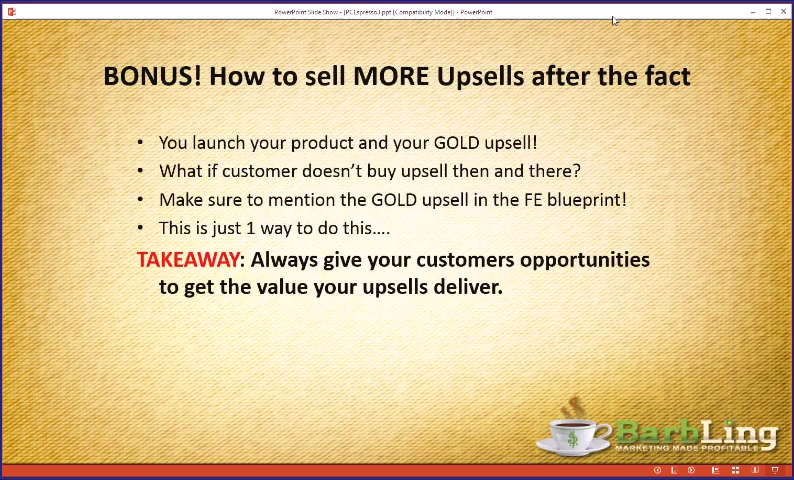 PowerPoint Slide Show - [PCEspresso3.ppt [Compatibility Mode]] - PowerPoint
BONUS! How to sell MORE Upsells after the fact
• You launch your product and your GOLD upsell!
• What if customer doesn't buy upsell then and there?
• Make sure to mention the GOLD upsell in the FE blueprint!
• This is just 1 way to do this....
TAKEAWAY: Always give your customers opportunities
to get the value your upsells deliver.
$
BarbLing
MARKETING MADE PROFITABLE